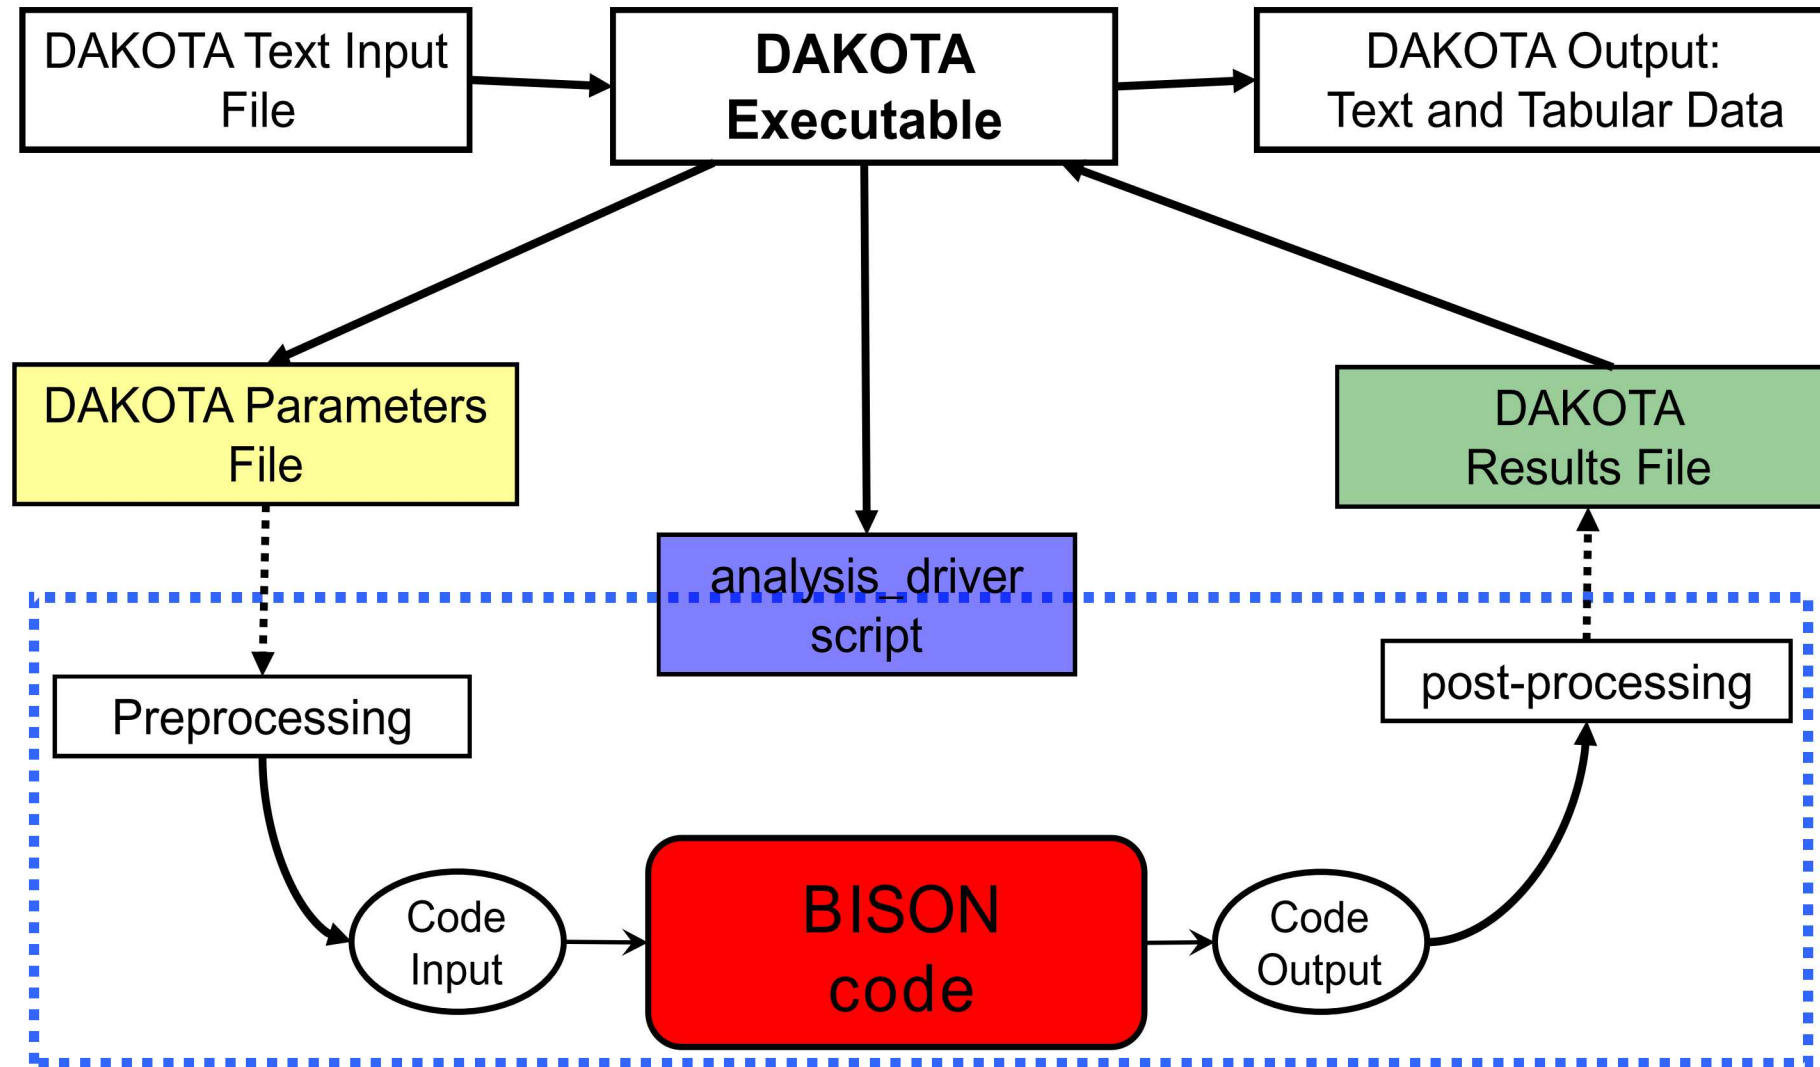 DAKOTA Text Input
File
DAKOTA
Executable
DAKOTA Output:
Text and Tabular Data
DAKOTA Parameters
File
analysis_driver
script
DAKOTA
Results File
Preprocessing
post-processing
Code
Input
BISON
code
Code
Output